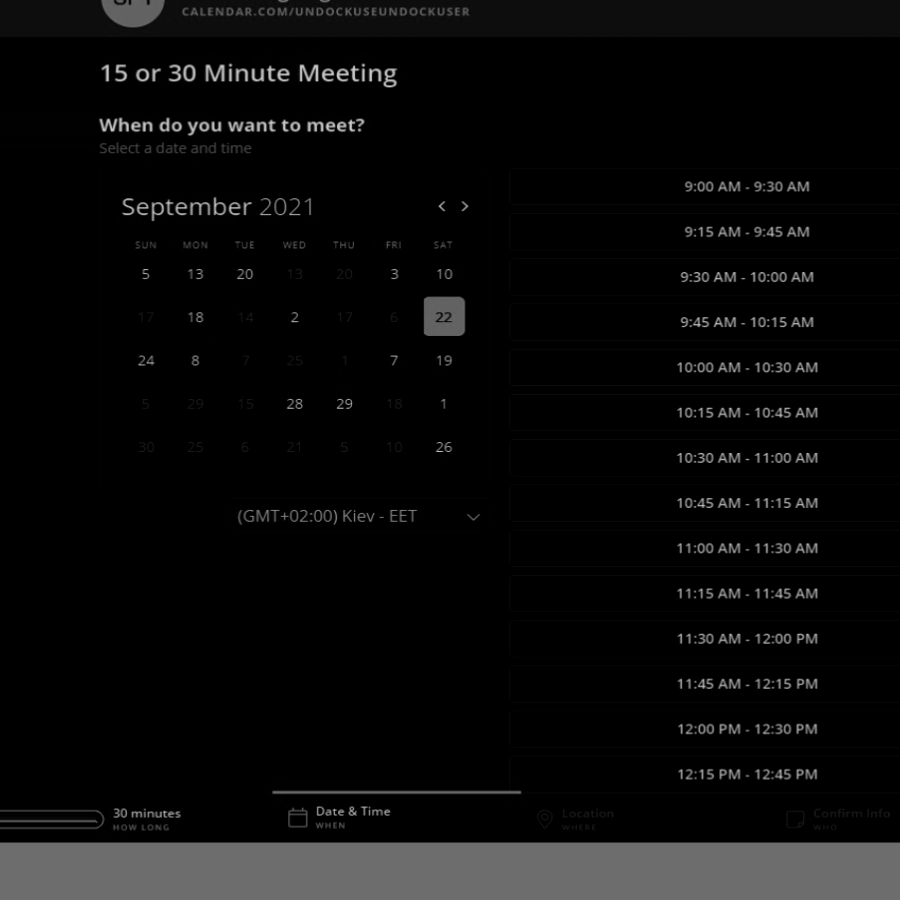 CALENDAR.COM/UNDOCKUSEUNDOCKUSER
15 or 30 Minute Meeting
When do you want to meet?
Select a date and time
September 2021 < >
SUN MON TUE WED THU FRI SAT
5 13 20 13 20 3 10
17 18 14 2 17 6 22
24 8 7 25 1 7 19
5 29 15 28 29 18 1
30 25 6 21 5 10 26
(GMT+02:00) Kiev - EET
9:00 AM - 9:30 AM
9:15 AM - 9:45 AM
9:30 AM - 10:00 AM
9:45 AM - 10:15 AM
10:00 AM - 10:30 AM
10:15 AM - 10:45 AM
10:30 AM - 11:00 AM
10:45 AM - 11:15 AM
11:00 AM - 11:30 AM
11:15 AM - 11:45 AM
11:30 AM - 12:00 PM
11:45 AM - 12:15 PM
12:00 PM - 12:30 PM
12:15 PM - 12:45 PM
30 minutes
HOW LONG
Date & Time
WHEN
Location
WHERE
Confirm Info
WHO